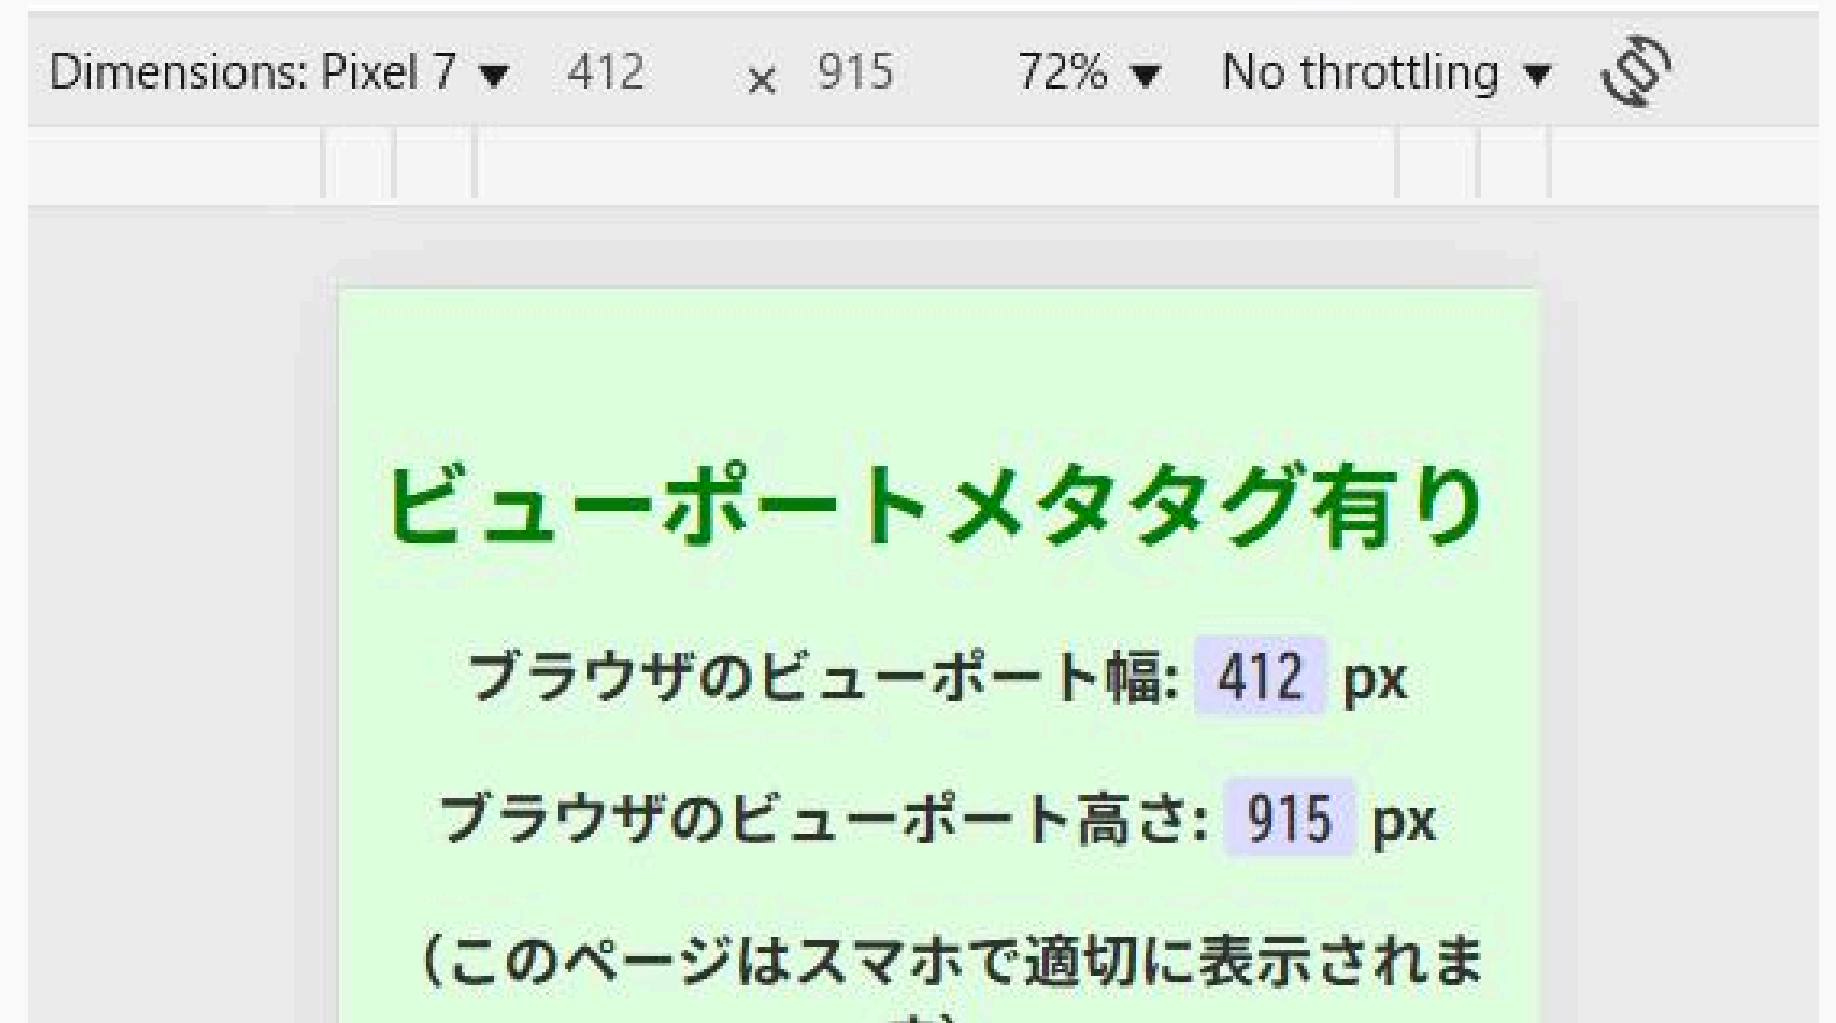 Dimensions: Pixel 7 ▼ 412 x 915 72% ▼ No throttling ▼
ビューポートメタタグ有り
ブラウザのビューポート幅: 412 px
ブラウザのビューポート高さ: 915 px
（このページはスマホで適切に表示されま